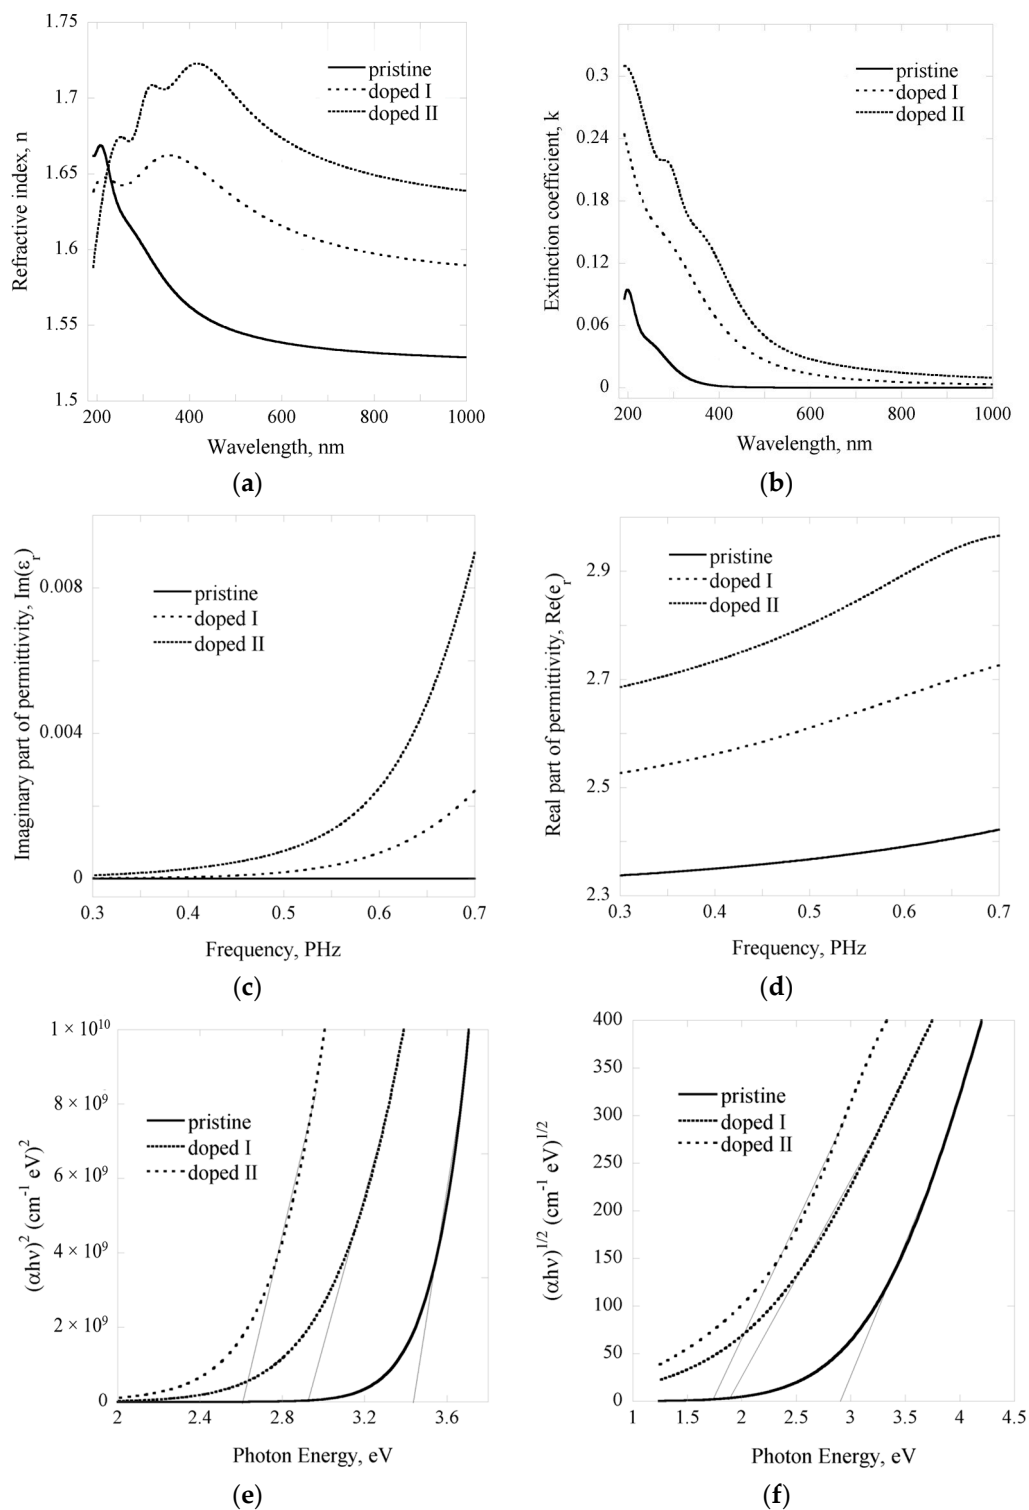 1.75
1.7
1.65
1.6
1.55
1.5
Refractive index, n
pristine
doped I
doped II
200 400 600 800 1000
Wavelength, nm
(a)
0.3
0.24
0.18
0.12
0.06
0
Extinction coefficient, k
pristine
doped I
doped II
200 400 600 800 1000
Wavelength, nm
(b)
0.008
0.004
0
Imaginary part of permittivity, Im(ε_r)
pristine
doped I
doped II
0.3 0.4 0.5 0.6 0.7
Frequency, PHz
(c)
2.9
2.7
2.5
2.3
Real part of permittivity, Re(e_r)
pristine
doped I
doped II
0.3 0.4 0.5 0.6 0.7
Frequency, PHz
(d)
1 × 10¹⁰
8 × 10⁹
6 × 10⁹
4 × 10⁹
2 × 10⁹
0
(αhν)² (cm⁻¹ eV)²
pristine
doped I
doped II
2 2.4 2.8 3.2 3.6
Photon Energy, eV
(e)
400
350
300
250
200
150
100
50
0
(αhν)^1/2 (cm⁻¹ eV)^1/2
pristine
doped I
doped II
1 1.5 2 2.5 3 3.5 4 4.5
Photon Energy, eV
(f)